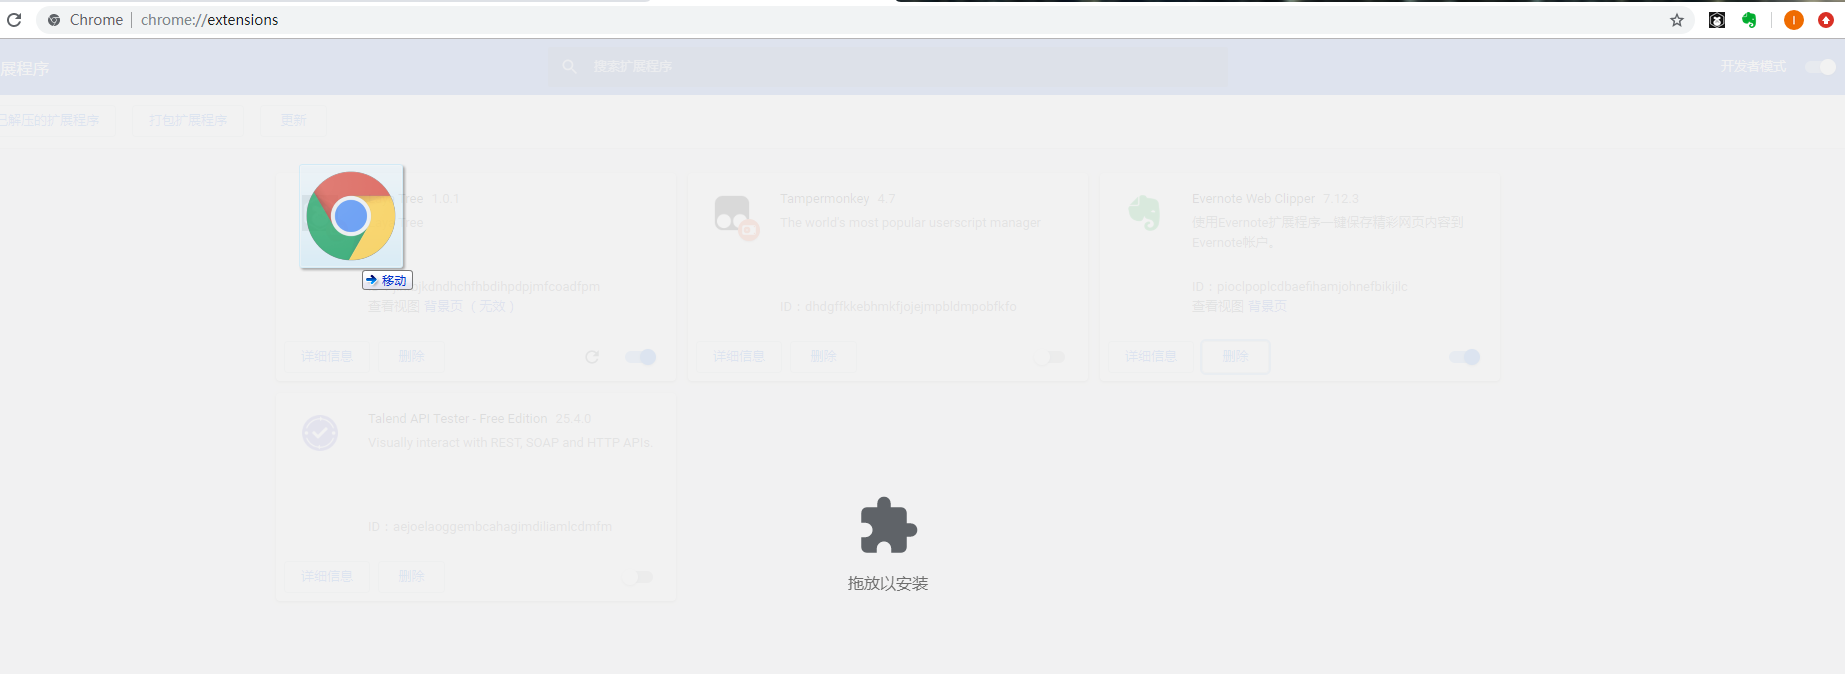 Chrome | chrome://extensions
展程序
搜索扩展程序
开发者模式
已解压的扩展程序
打包扩展程序
更新
Tree 1.0.1
Tree
移动
jkdndhchfhbdihpdpjmfcoadfpm
查看视图 背景页 （无效）
详细信息
删除
Tampermonkey 4.7
The world's most popular userscript manager
ID：dhdgffkkebhmkfjojejmpbldmpobfkfo
详细信息
删除
Evernote Web Clipper 7.12.3
使用Evernote扩展程序一键保存精彩网页内容到
Evernote帐户。
ID：pioclpoplcdbaefihamjohnefbikjilc
查看视图 背景页
详细信息
删除
Talend API Tester - Free Edition 25.4.0
Visually interact with REST, SOAP and HTTP APIs.
ID：aejoelaoggembcahagimdiliamlcdmfm
详细信息
删除
拖放以安装